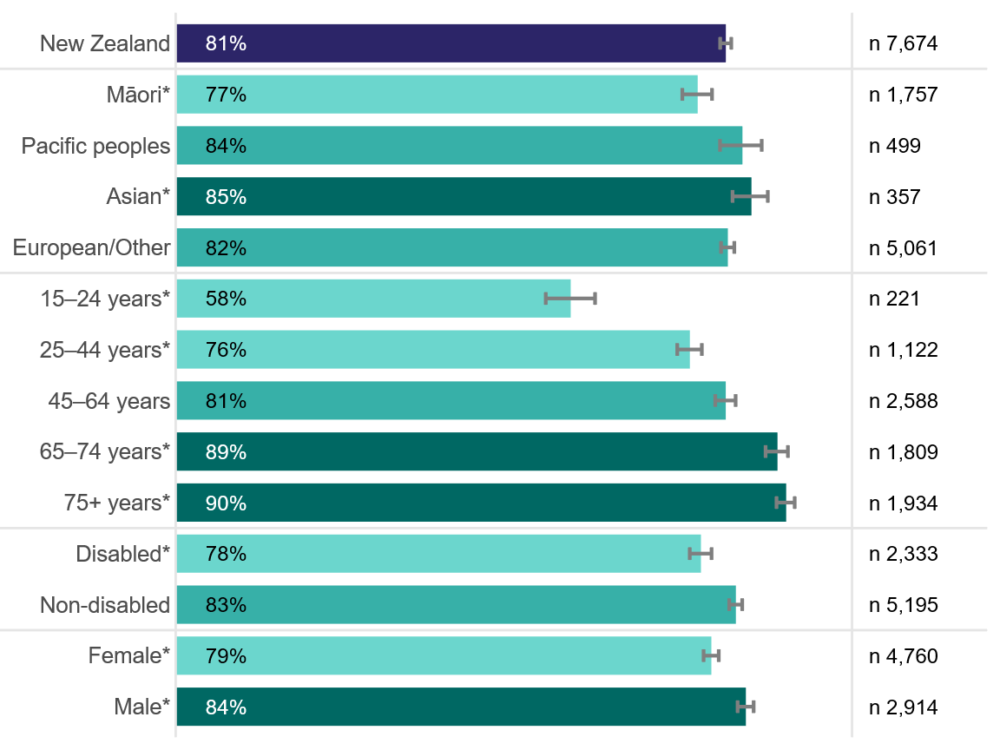 New Zealand 81% n 7,674
Māori* 77% n 1,757
Pacific peoples 84% n 499
Asian* 85% n 357
European/Other 82% n 5,061
15–24 years* 58% n 221
25–44 years* 76% n 1,122
45–64 years 81% n 2,588
65–74 years* 89% n 1,809
75+ years* 90% n 1,934
Disabled* 78% n 2,333
Non-disabled 83% n 5,195
Female* 79% n 4,760
Male* 84% n 2,914